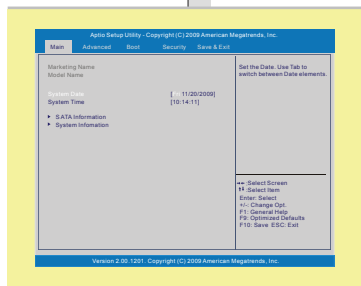 Aptio Setup Utility - Copyright (C) 2009 American Megatrends, Inc.
Main Advanced Boot Security Save & Exit
Marketing Name
Model Name
System Date [Fri 11/20/2009]
System Time [10:14:11]
SATA Information
System Infomation
Set the Date. Use Tab to
switch between Date elements.
:Select Screen
:Select Item
Enter: Select
+/-: Change Opt.
F1: General Help
F9: Optimized Defaults
F10: Save ESC: Exit
Version 2.00.1201. Copyright (C) 2009 American Megatrends, Inc.